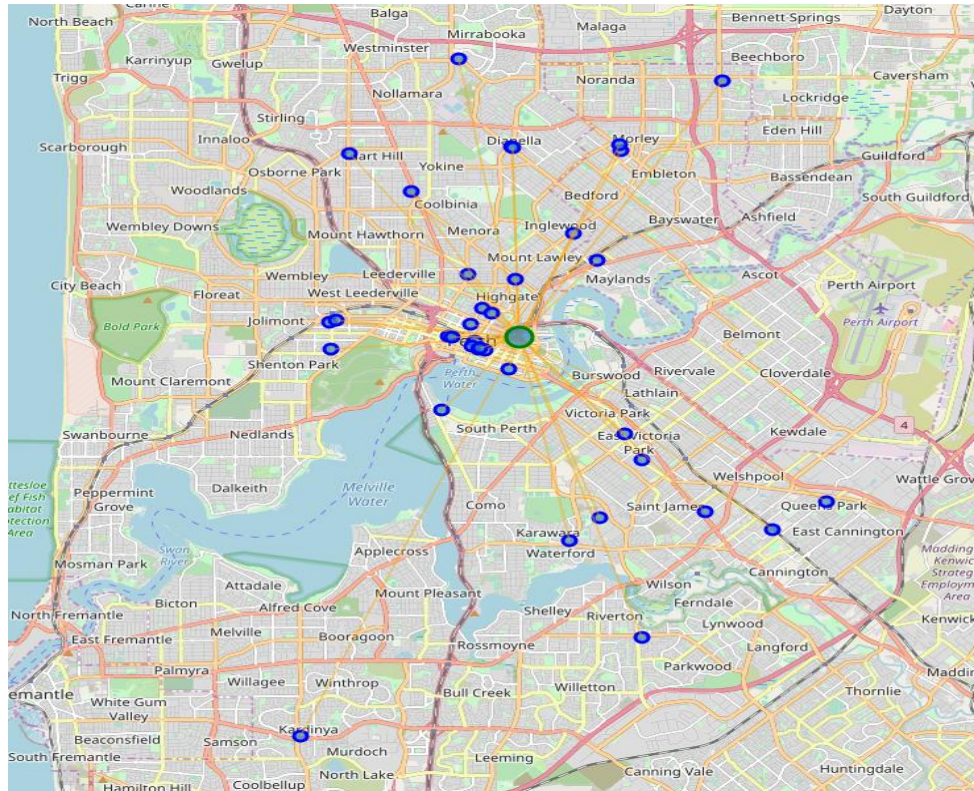 Carine
Balga
Bennett Springs
Dayton
North Beach
Mirrabooka
Malaga
Karrinyup
Gwelup
Westminster
Beechboro
Trigg
Nollamara
Noranda
Lockridge
Caversham
Stirling
Scarborough
Innaloo
Dianella
Morley
Eden Hill
Osborne Park
Yokine
Guildford
Woodlands
Embleton
Bassendean
Coolbinia
Bedford
South Guildford
Wembley Downs
Mount Hawthorn
Menora
Inglewood
Bayswater
Ashfield
Mount Lawley
City Beach
Wembley
Leederville
Maylands
Ascot
Perth Airport
Floreat
West Leederville
Highgate
Bold Park
Jolimont
Perth Airport
Belmont
Shenton Park
Perth
Water
Burswood
Rivervale
Cloverdale
Mount Claremont
Lathlain
Victoria Park
Swanbourne
Nedlands
South Perth
East Victoria
Park
Kewdale
4
Peppermint
Grove
Dalkeith
Melville
Water
Welshpool
Como
Saint James
Queens Park
Swan
River
Karawara
East Cannington
Mosman Park
Applecross
Waterford
Attadale
Mount Pleasant
Wilson
Cannington
North Fremantle
Bicton
Alfred Cove
Shelley
Riverton
Ferndale
Lynwood
East Fremantle
Melville
Booragoon
Rossmoyne
Langford
Palmyra
Parkwood
Willagee
Winthrop
Bull Creek
Willetton
Thornlie
White Gum
Valley
Beaconsfield
Samson
Kardinya
South Fremantle
Murdoch
Leeming
North Lake
Canning Vale
Huntingdale
Hamilton Hill
Coolbellup